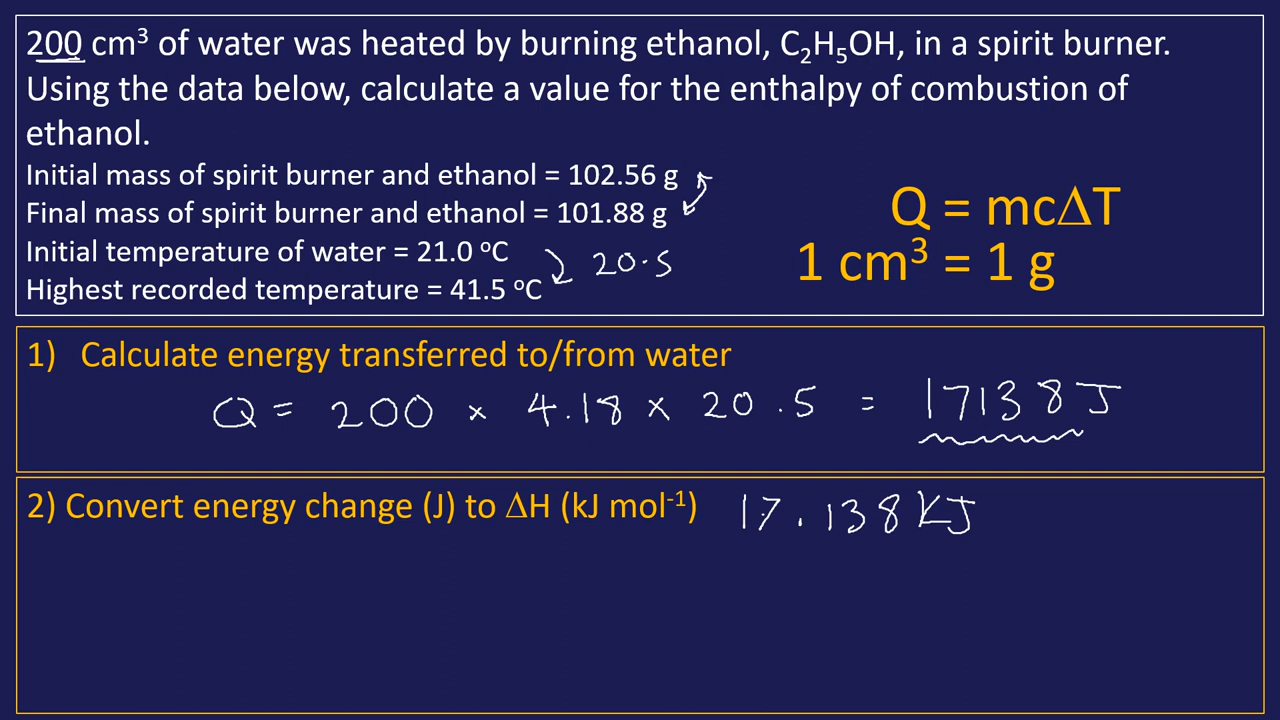 200 cm³ of water was heated by burning ethanol, C₂H₅OH, in a spirit burner.
Using the data below, calculate a value for the enthalpy of combustion of
ethanol.
Initial mass of spirit burner and ethanol = 102.56 g
Final mass of spirit burner and ethanol = 101.88 g
Initial temperature of water = 21.0 ºC
Highest recorded temperature = 41.5 ºC
20.5
Q = mcΔT
1 cm³ = 1 g
1) Calculate energy transferred to/from water
Q = 200 × 4.18 × 20.5 = 17138 J
2) Convert energy change (J) to ΔH (kJ mol⁻¹) 17.138 KJ